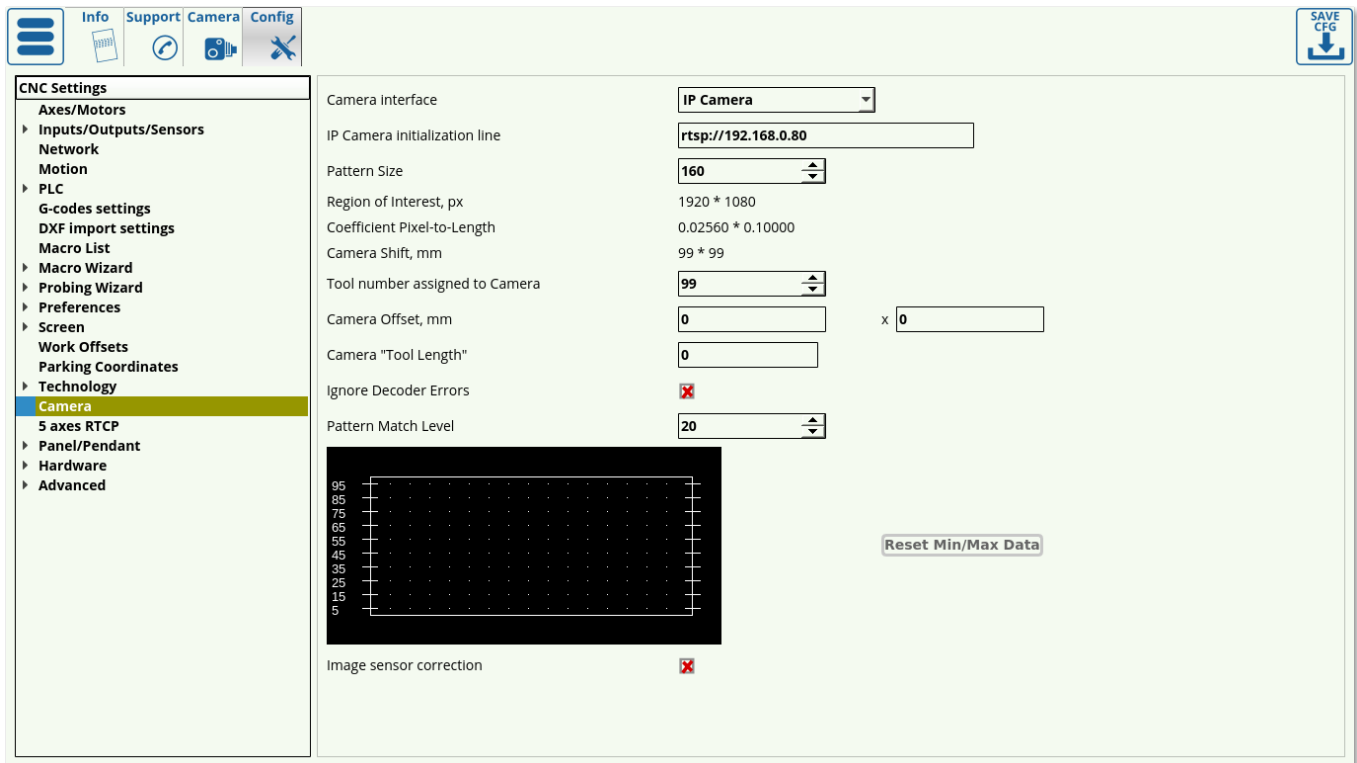 Info Support Camera Config
SAVE
CFG
CNC Settings
Axes/Motors
Inputs/Outputs/Sensors
Network
Motion
PLC
G-codes settings
DXF import settings
Macro List
Macro Wizard
Probing Wizard
Preferences
Screen
Work Offsets
Parking Coordinates
Technology
Camera
5 axes RTCP
Panel/Pendant
Hardware
Advanced
Camera interface IP Camera
IP Camera initialization line rtsp://192.168.0.80
Pattern Size 160
Region of Interest, px 1920 * 1080
Coefficient Pixel-to-Length 0.02560 * 0.10000
Camera Shift, mm 99 * 99
Tool number assigned to Camera 99
Camera Offset, mm 0 x 0
Camera "Tool Length" 0
Ignore Decoder Errors
Pattern Match Level 20
95
85
75
65
55
45
35
25
15
5
Reset Min/Max Data
Image sensor correction